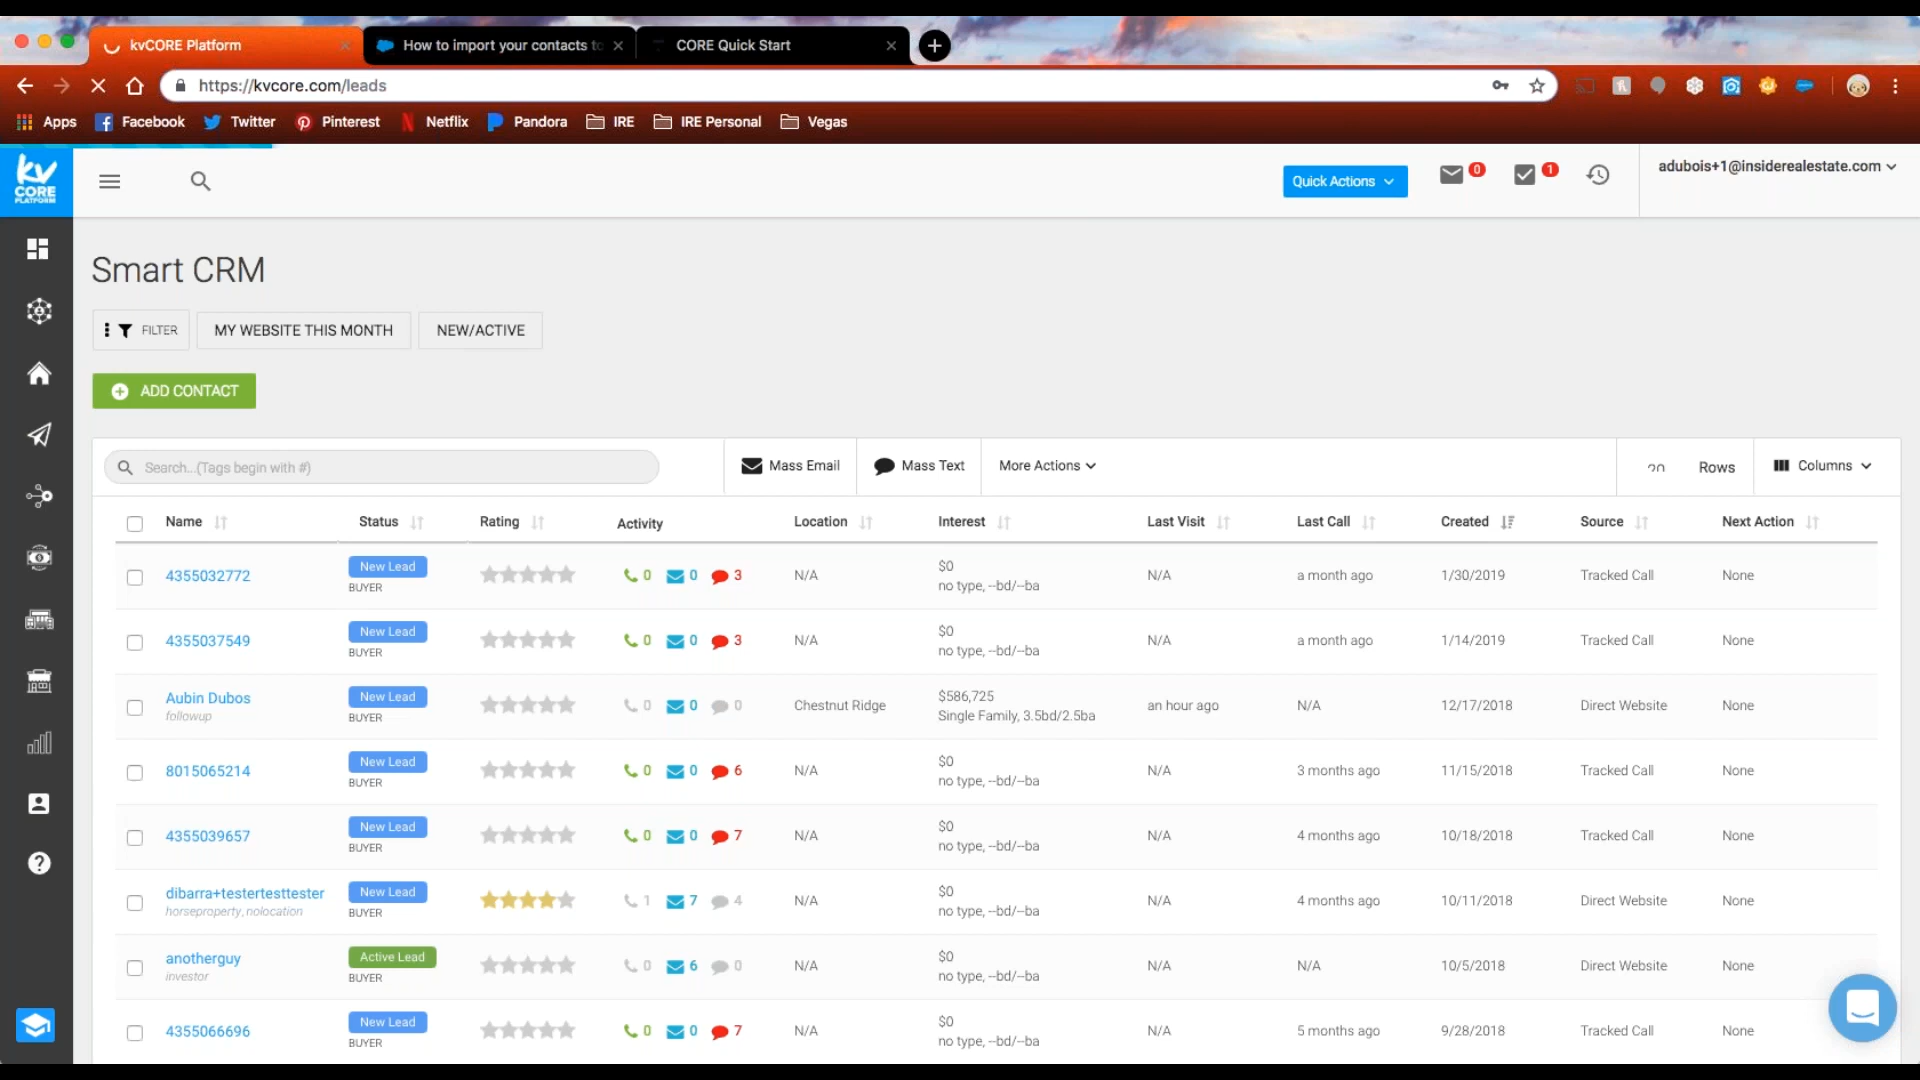 kvCORE Platform
How to import your contacts to
CORE Quick Start
https://kvcore.com/leads
Apps
Facebook
Twitter
Pinterest
Netflix
Pandora
IRE
IRE Personal
Vegas
kv
CORE
PLATFORM
Quick Actions
0
1
adubois+1@insiderealestate.com
Smart CRM
FILTER
MY WEBSITE THIS MONTH
NEW/ACTIVE
ADD CONTACT
Search...(Tags begin with #)
Mass Email
Mass Text
More Actions
20
Rows
Columns
Name Status Rating Activity Location Interest Last Visit Last Call Created Source Next Action
4355032772 New Lead 0 0 3 N/A $0 N/A a month ago 1/30/2019 Tracked Call None
BUYER no type, --bd/--ba
4355037549 New Lead 0 0 3 N/A $0 N/A a month ago 1/14/2019 Tracked Call None
BUYER no type, --bd/--ba
Aubin Dubos New Lead 0 0 0 Chestnut Ridge $586,725 an hour ago N/A 12/17/2018 Direct Website None
followup BUYER Single Family, 3.5bd/2.5ba
8015065214 New Lead 0 0 6 N/A $0 N/A 3 months ago 11/15/2018 Tracked Call None
BUYER no type, --bd/--ba
4355039657 New Lead 0 0 7 N/A $0 N/A 4 months ago 10/18/2018 Tracked Call None
BUYER no type, --bd/--ba
dibarra+testertesttester New Lead 1 7 4 N/A $0 N/A 4 months ago 10/11/2018 Direct Website None
horseproperty, nolocation BUYER no type, --bd/--ba
anotherguy Active Lead 0 6 0 N/A $0 N/A N/A 10/5/2018 Direct Website None
investor BUYER no type, --bd/--ba
4355066696 New Lead 0 0 7 N/A $0 N/A 5 months ago 9/28/2018 Tracked Call None
BUYER no type, --bd/--ba